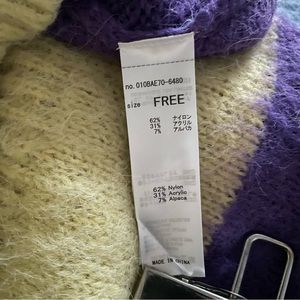 no. 010BAE70-6480
size FREE
62% ナイロン
31% アクリル
7% アルパカ
62% Nylon
31% Acrylic
7% Alpaca
MADE IN CHINA